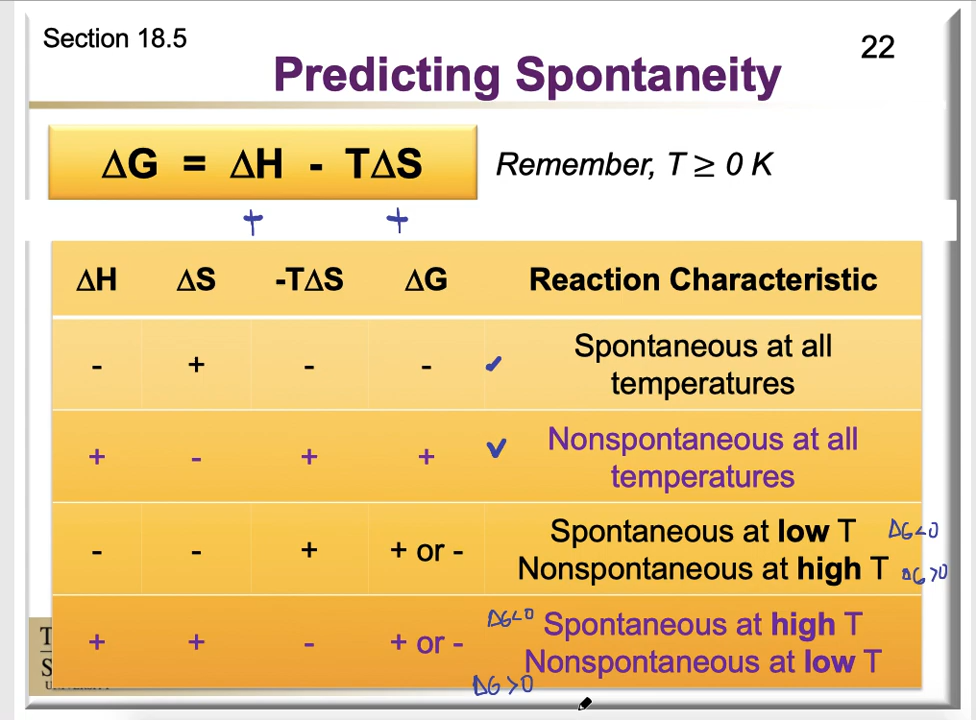 Section 18.5
22
Predicting Spontaneity
ΔG = ΔH - TΔS
Remember, T ≥ 0 K
+ +
ΔH ΔS -TΔS ΔG Reaction Characteristic
- + - - ✓ Spontaneous at all
temperatures
+ - + + ✓ Nonspontaneous at all
temperatures
- - + + or - Spontaneous at low T ΔG<0
Nonspontaneous at high T ΔG>0
+ + - + or - ΔG<0 Spontaneous at high T
Nonspontaneous at low T
ΔG>0